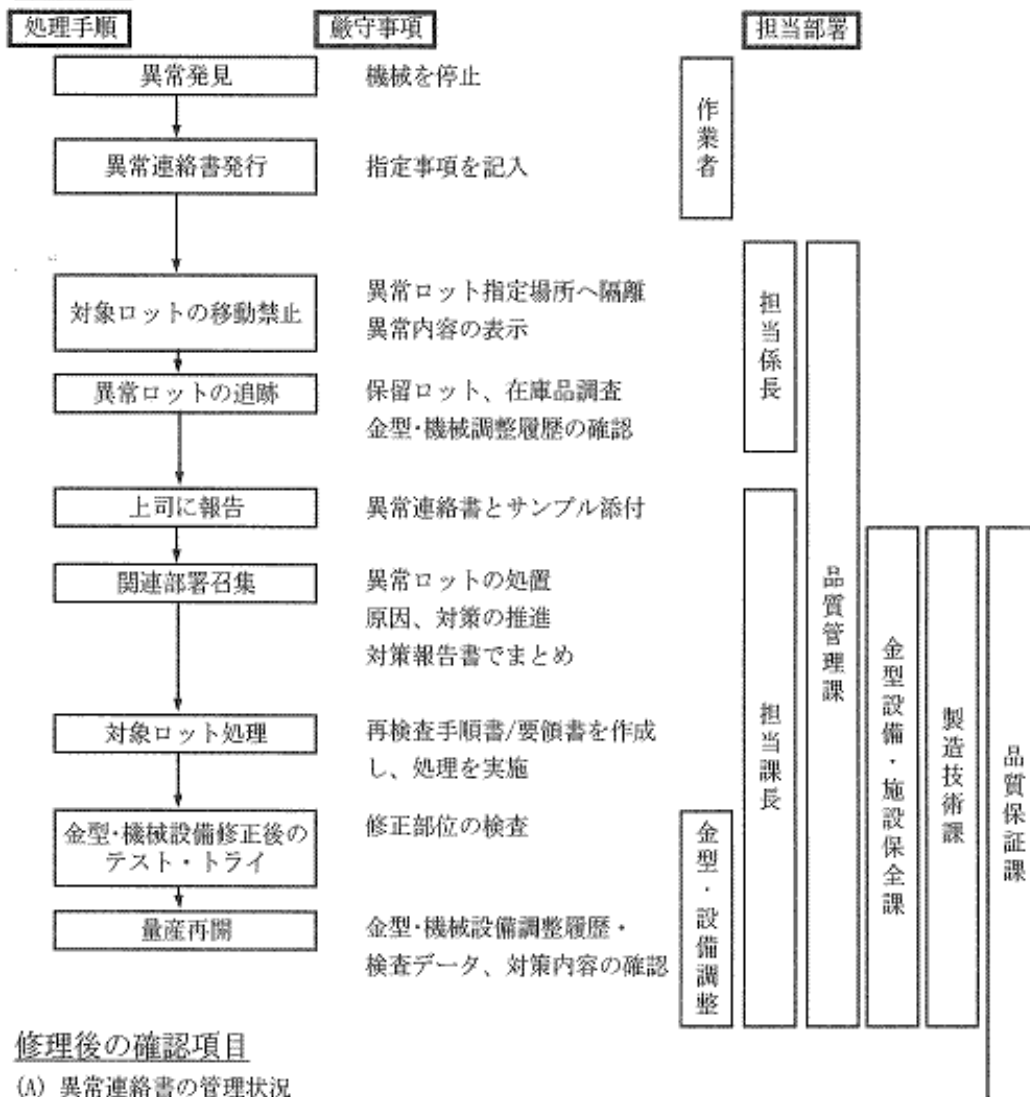 処理手順 厳守事項 担当部署
異常発見 機械を停止
異常連絡書発行 指定事項を記入
作業者
対象ロットの移動禁止 異常ロット指定場所へ隔離
異常内容の表示
異常ロットの追跡 保留ロット、在庫品調査
金型・機械調整履歴の確認
担当係長
上司に報告 異常連絡書とサンプル添付
関連部署召集 異常ロットの処置
原因、対策の推進
対策報告書でまとめ
対象ロット処理 再検査手順書/要領書を作成
し、処理を実施
金型・機械設備修正後の
テスト・トライ
修正部位の検査
量産再開 金型・機械設備調整履歴・
検査データ、対策内容の確認
金型・設備調整
担当課長
品質管理課
金型設備・施設保全課
製造技術課
品質保証課
修理後の確認項目
(A) 異常連絡書の管理状況